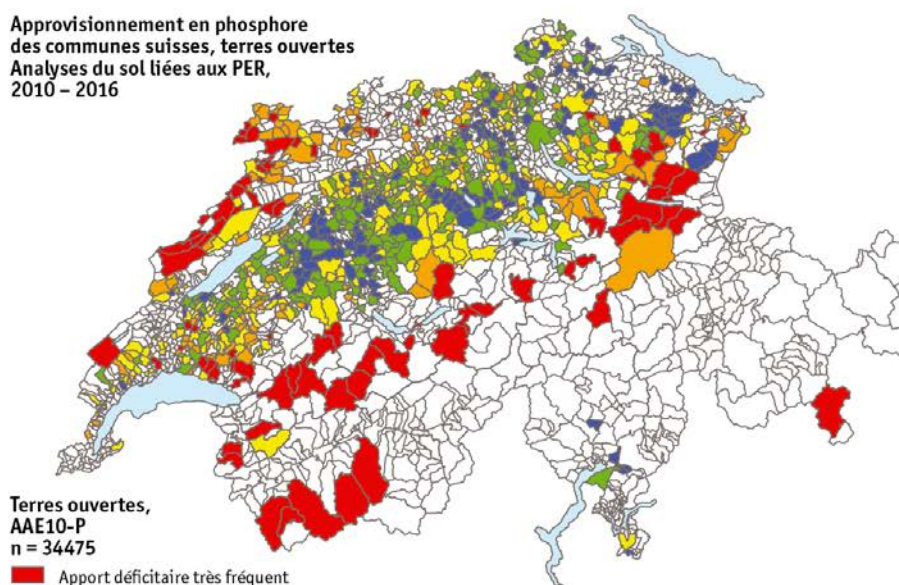 Approvisionnement en phosphore
des communes suisses, terres ouvertes
Analyses du sol liées aux PER,
2010 – 2016
Terres ouvertes,
AAE10-P
n = 34475
Apport déficitaire très fréquent